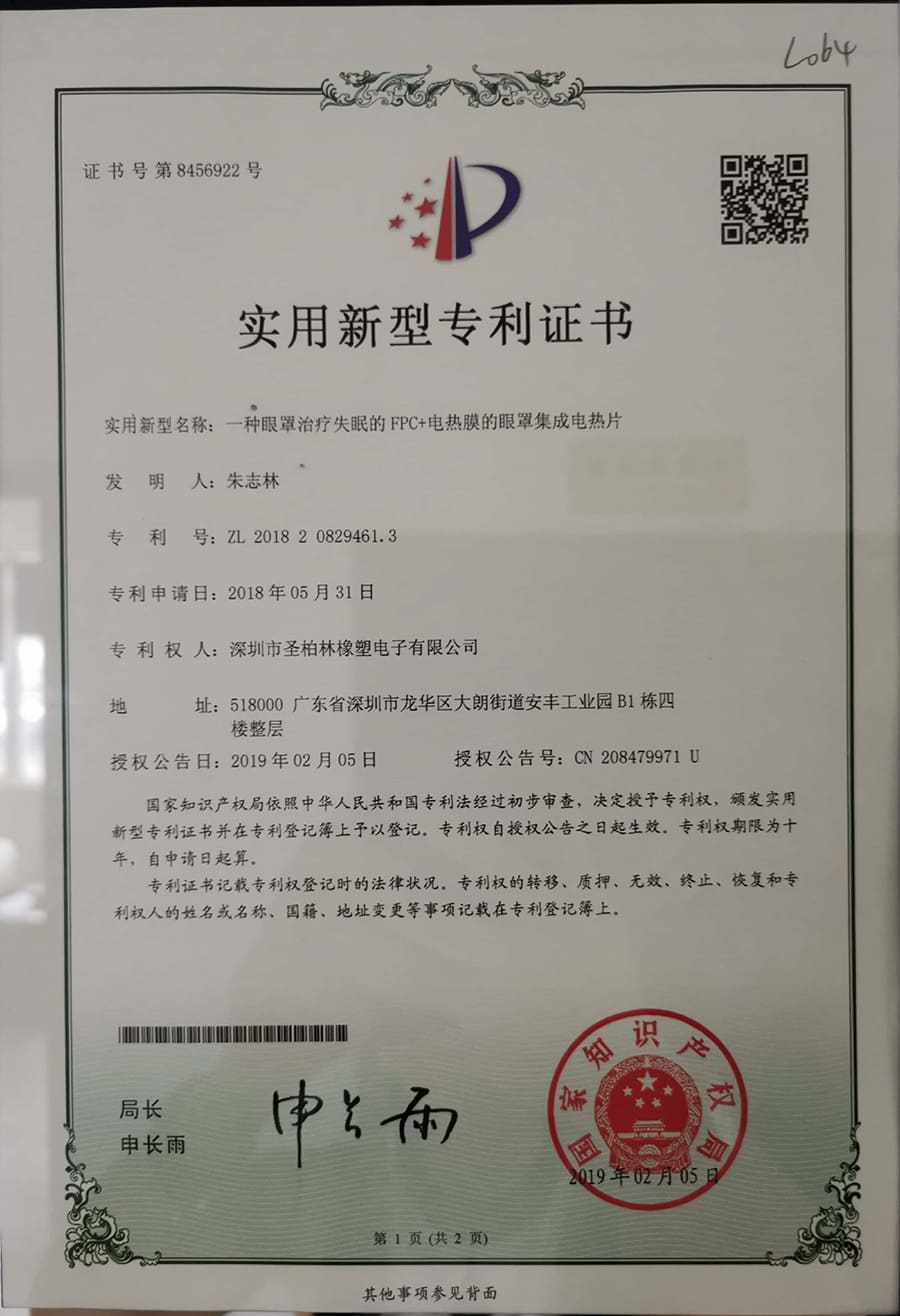 Lob4
证书号第8456922号
实用新型专利证书
实用新型名称：一种眼罩治疗失眠的FPC+电热膜的眼罩集成电热片
发明人：朱志林
专利号：ZL 2018 2 0829461.3
专利申请日：2018年05月31日
专利权人：深圳市圣柏林橡塑电子有限公司
地址：518000 广东省深圳市龙华区大朗街道安丰工业园B1栋四
楼整层
授权公告日：2019年02月05日 授权公告号：CN 208479971 U
国家知识产权局依照中华人民共和国专利法经过初步审查，决定授予专利权，颁发实用
新型专利证书并在专利登记簿上予以登记。专利权自授权公告之日起生效。专利权期限为十
年，自申请日起算。
专利证书记载专利权登记时的法律状况。专利权的转移、质押、无效、终止、恢复和专
利权人的姓名或名称、国籍、地址变更等事项记载在专利登记簿上。
局长
申长雨
申长雨
国家知识产权局
2019年02月05日
第 1 页 (共 2 页)
其他事项参见背面